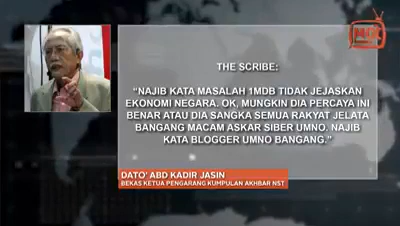 THE SCRIBE:
"NAJIB KATA MASALAH 1MDB TIDAK JEJASKAN
EKONOMI NEGARA. OK, MUNGKIN DIA PERCAYA INI
BENAR ATAU DIA SANGKA SEMUA RAKYAT JELATA
BANGANG MACAM ASKAR SIBER UMNO. NAJIB
KATA BLOGGER UMNO BANGANG."
DATO' ABD KADIR JASIN
BEKAS KETUA PENGARANG KUMPULAN AKHBAR NST